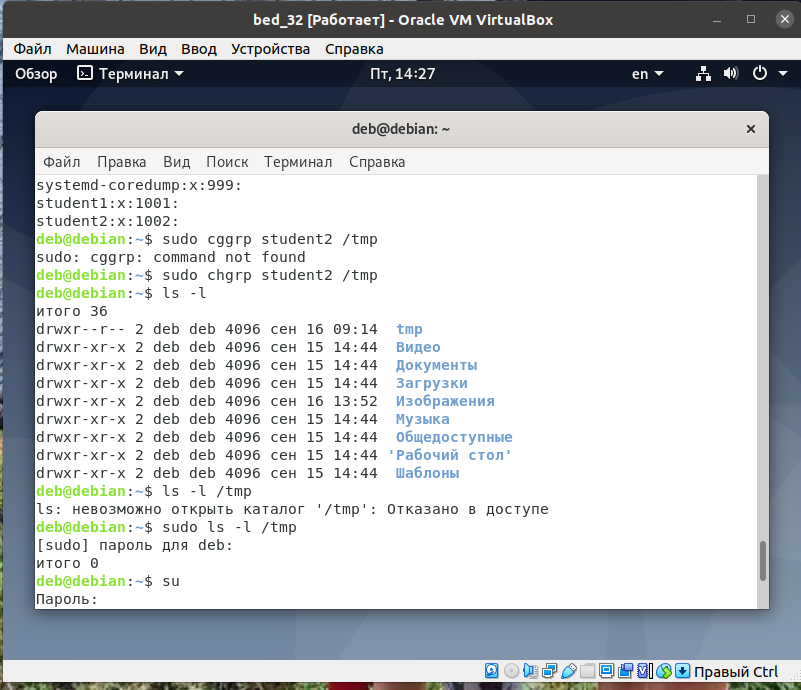 bed_32 [Работает] - Oracle VM VirtualBox
Файл Машина Вид Ввод Устройства Справка
Обзор Терминал Пт, 14:27 en
deb@debian: ~
Файл Правка Вид Поиск Терминал Справка
systemd-coredump:x:999:
student1:x:1001:
student2:x:1002:
deb@debian:~$ sudo cggrp student2 /tmp
sudo: cggrp: command not found
deb@debian:~$ sudo chgrp student2 /tmp
deb@debian:~$ ls -l
итого 36
drwxr--r-- 2 deb deb 4096 сен 16 09:14  tmp
drwxr-xr-x 2 deb deb 4096 сен 15 14:44  Видео
drwxr-xr-x 2 deb deb 4096 сен 15 14:44  Документы
drwxr-xr-x 2 deb deb 4096 сен 15 14:44  Загрузки
drwxr-xr-x 2 deb deb 4096 сен 16 13:52  Изображения
drwxr-xr-x 2 deb deb 4096 сен 15 14:44  Музыка
drwxr-xr-x 2 deb deb 4096 сен 15 14:44  Общедоступные
drwxr-xr-x 2 deb deb 4096 сен 15 14:44 'Рабочий стол'
drwxr-xr-x 2 deb deb 4096 сен 15 14:44  Шаблоны
deb@debian:~$ ls -l /tmp
ls: невозможно открыть каталог '/tmp': Отказано в доступе
deb@debian:~$ sudo ls -l /tmp
[sudo] пароль для deb:
итого 0
deb@debian:~$ su
Пароль:
Правый Ctrl